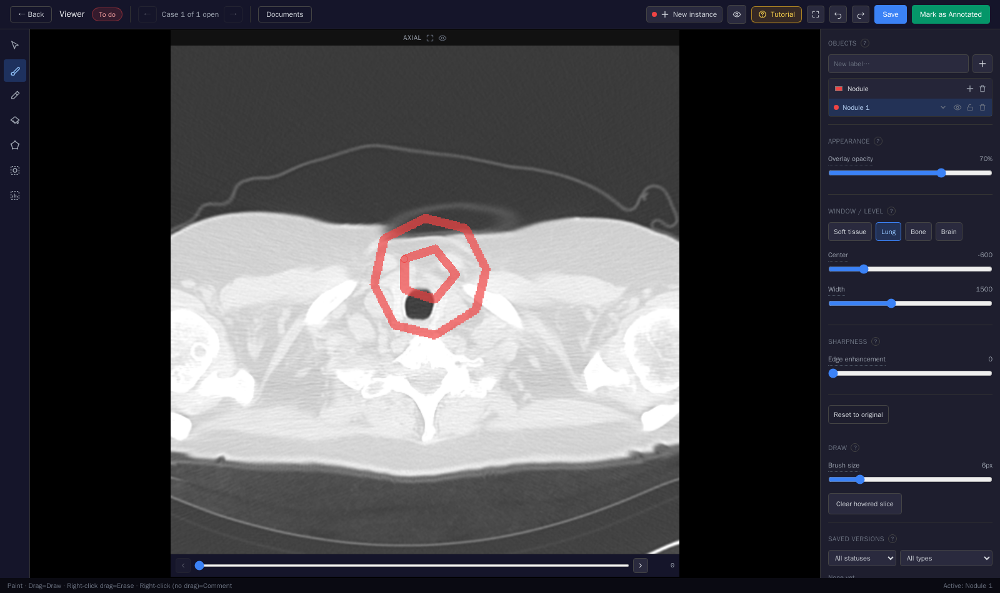 ← Back Viewer To do ← Case 1 of 1 open → Documents + New instance Tutorial Save Mark as Annotated
AXIAL
OBJECTS ?
New label… +
Nodule +
Nodule 1
APPEARANCE ?
Overlay opacity 70%
WINDOW / LEVEL ?
Soft tissue Lung Bone Brain
Center -600
Width 1500
SHARPNESS ?
Edge enhancement 0
Reset to original
DRAW ?
Brush size 6px
Clear hovered slice
SAVED VERSIONS ?
All statuses All types
None yet
0
Paint · Drag=Draw · Right-click drag=Erase · Right-click (no drag)=Comment Active: Nodule 1